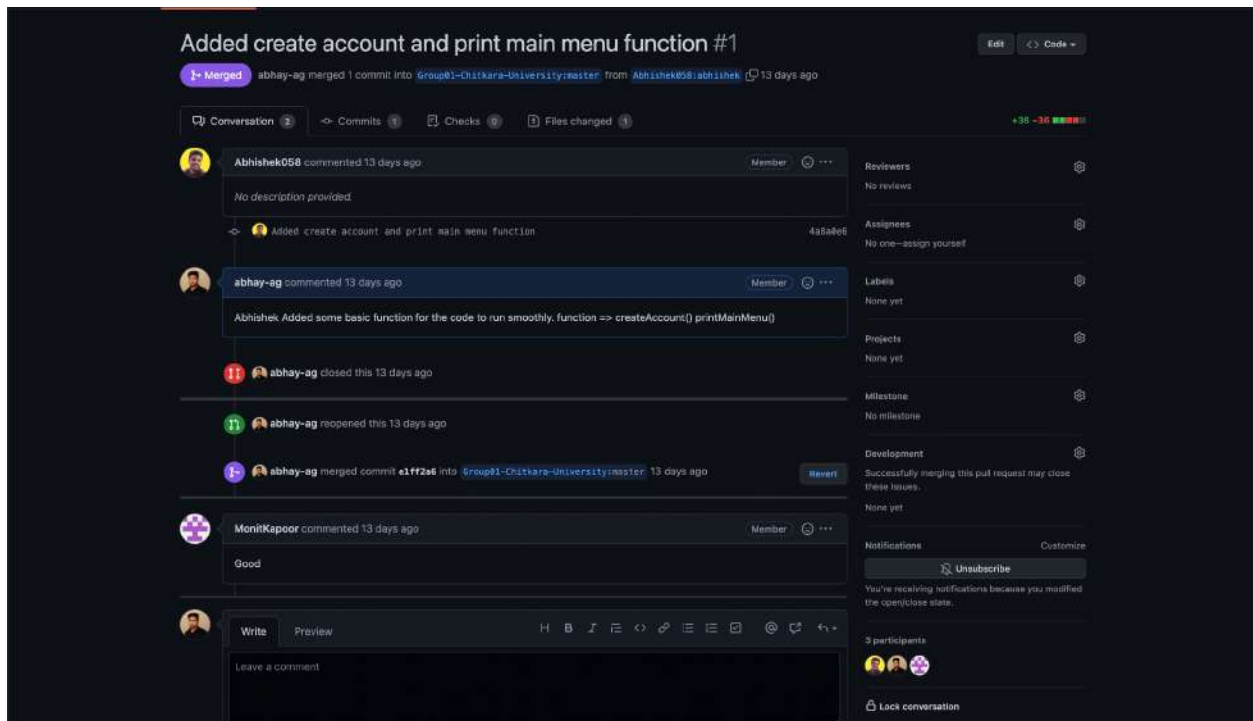 Added create account and print main menu function #1
Edit
<> Code
Merged
abhay-ag merged 1 commit into Group01-Chitkara-University:master from Abhishek058:abhishek 13 days ago
Conversation 2
Commits 1
Checks 0
Files changed 1
+36 −36
Abhishek058 commented 13 days ago
Member
No description provided.
Added create account and print main menu function
4a8a0e6
abhay-ag commented 13 days ago
Member
Abhishek Added some basic function for the code to run smoothly. function => createAccount() printMainMenu()
abhay-ag closed this 13 days ago
abhay-ag reopened this 13 days ago
abhay-ag merged commit e1ff2a6 into Group01-Chitkara-University:master 13 days ago
Revert
MonitKapoor commented 13 days ago
Member
Good
Write
Preview
H B I
Leave a comment
Reviewers
No reviews
Assignees
No one—assign yourself
Labels
None yet
Projects
None yet
Milestone
No milestone
Development
Successfully merging this pull request may close
these issues.
None yet
Notifications
Customize
Unsubscribe
You're receiving notifications because you modified
the open/close state.
3 participants
Lock conversation